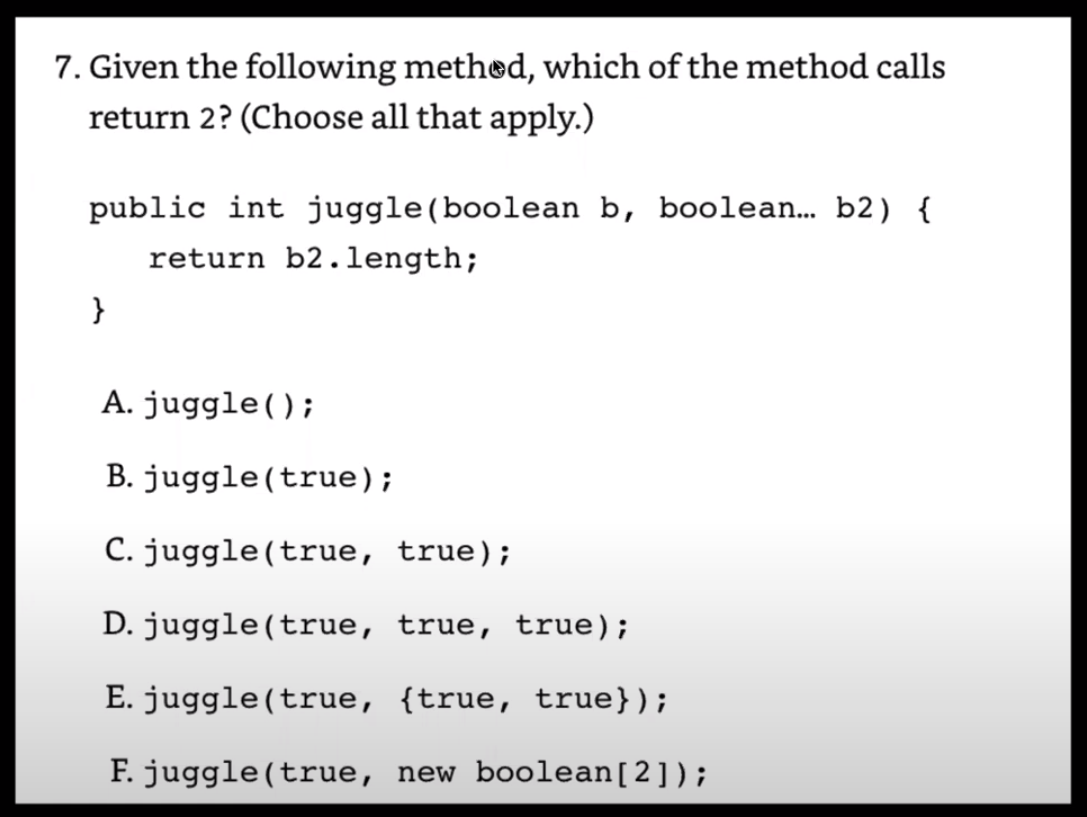 7. Given the following method, which of the method calls
return 2? (Choose all that apply.)
public int juggle(boolean b, boolean… b2) {
return b2.length;
}
A. juggle();
B. juggle(true);
C. juggle(true, true);
D. juggle(true, true, true);
E. juggle(true, {true, true});
F. juggle(true, new boolean[2]);